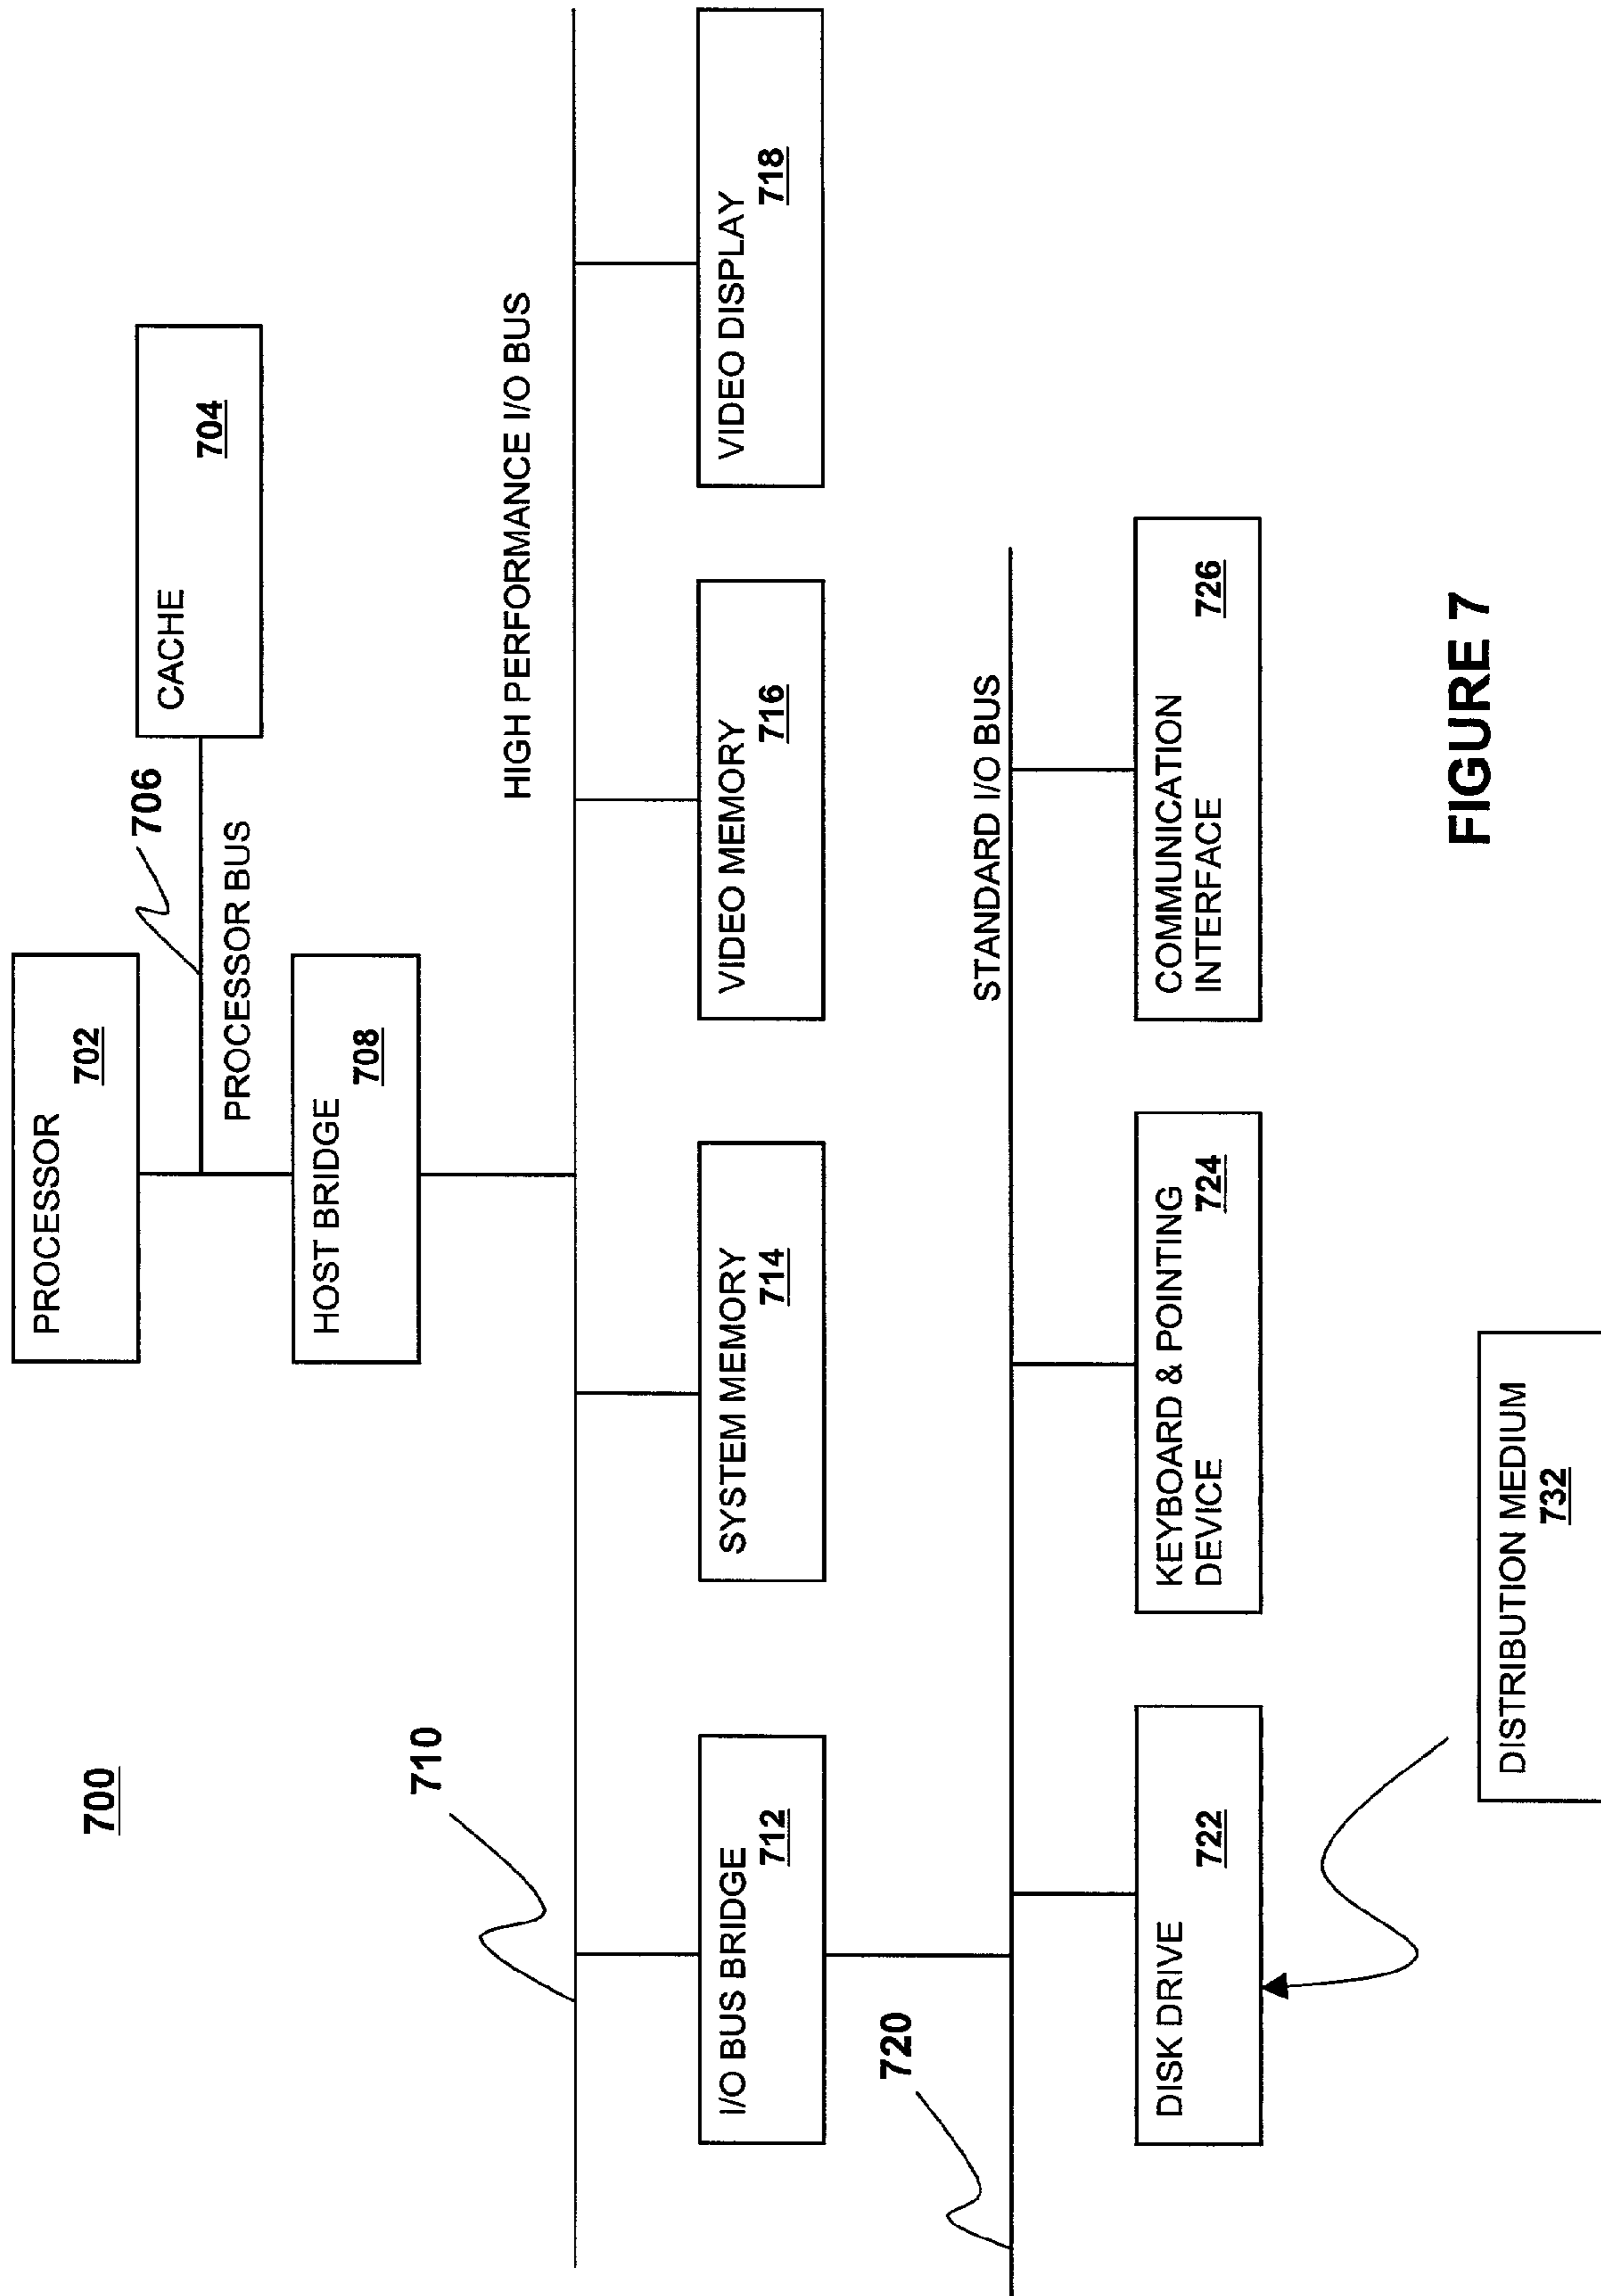 700
PROCESSOR
702
706
CACHE
704
PROCESSOR BUS
HOST BRIDGE
708
710
HIGH PERFORMANCE I/O BUS
I/O BUS BRIDGE
712
SYSTEM MEMORY
714
VIDEO MEMORY
716
VIDEO DISPLAY
718
720
STANDARD I/O BUS
DISK DRIVE
722
KEYBOARD & POINTING
DEVICE
724
COMMUNICATION
INTERFACE
726
DISTRIBUTION MEDIUM
732
FIGURE 7